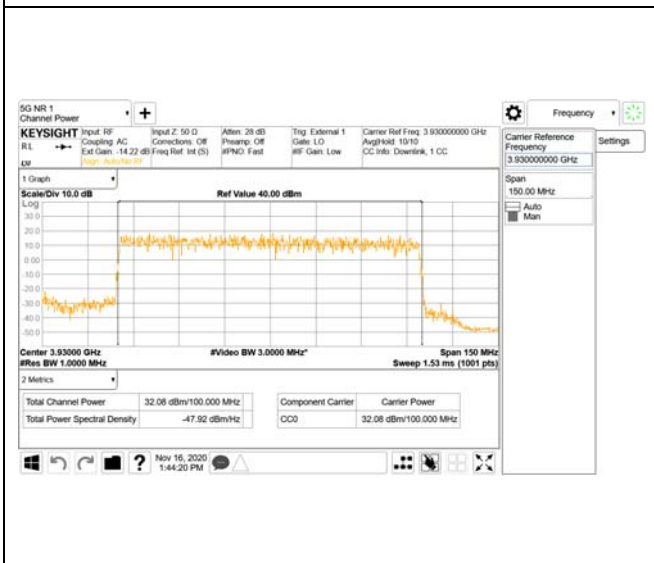 5G NR 1
Channel Power
Frequency
KEYSIGHT
RL
Input: RF
Coupling: AC
Ext Gain: -14.22 dB
Align: Auto/No RF
Input Z: 50 Ω
Corrections: Off
Freq Ref: Int (S)
Atten: 28 dB
Preamp: Off
#PNO: Fast
Trig: External 1
Gate: LO
#IF Gain: Low
Carrier Ref Freq: 3.930000000 GHz
Avg|Hold: 10/10
CC Info: Downlink, 1 CC
Carrier Reference
Frequency
3.930000000 GHz
Settings
Span
150.00 MHz
Auto
Man
1 Graph
Scale/Div 10.0 dB
Ref Value 40.00 dBm
Log
30.0
20.0
10.0
0.00
-10.0
-20.0
-30.0
-40.0
-50.0
Center 3.93000 GHz
#Video BW 3.0000 MHz*
Span 150 MHz
#Res BW 1.0000 MHz
Sweep 1.53 ms (1001 pts)
2 Metrics
Total Channel Power 32.08 dBm/100.000 MHz
Total Power Spectral Density -47.92 dBm/Hz
Component Carrier Carrier Power
CC0 32.08 dBm/100.000 MHz
?
Nov 16, 2020
1:44:20 PM